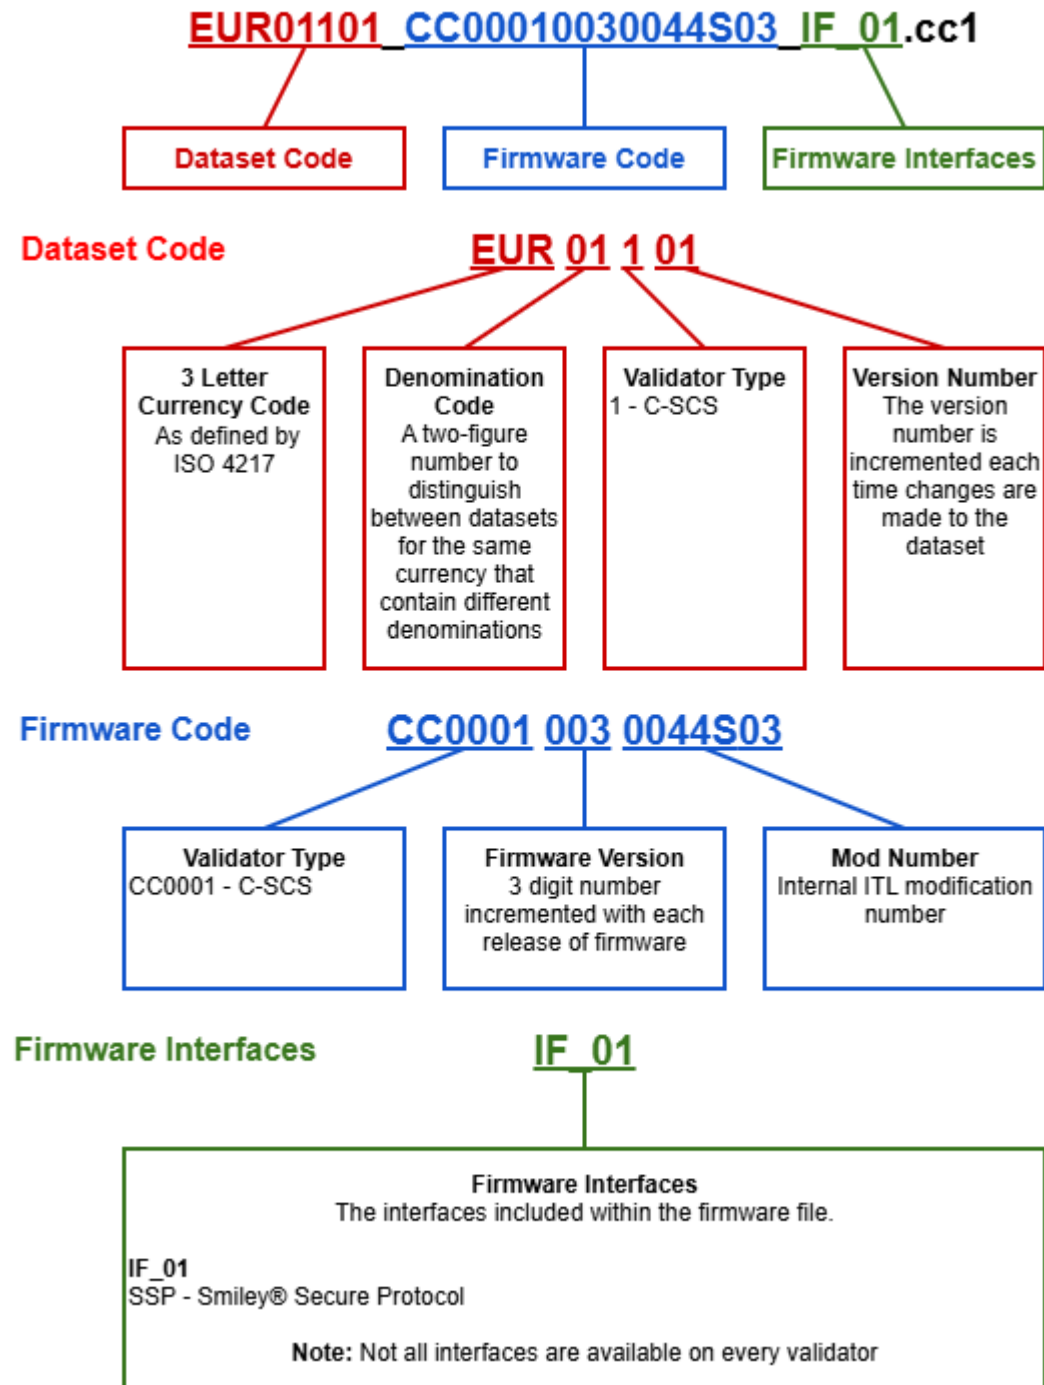 EUR01101_CC00010030044S03_IF_01.cc1
Dataset Code
Firmware Code
Firmware Interfaces
Dataset Code
EUR 01 1 01
3 Letter
Currency Code
As defined by
ISO 4217
Denomination
Code
A two-figure
number to
distinguish
between datasets
for the same
currency that
contain different
denominations
Validator Type
1 - C-SCS
Version Number
The version
number is
incremented each
time changes are
made to the
dataset
Firmware Code
CC0001 003 0044S03
Validator Type
CC0001 - C-SCS
Firmware Version
3 digit number
incremented with each
release of firmware
Mod Number
Internal ITL modification
number
Firmware Interfaces
IF_01
Firmware Interfaces
The interfaces included within the firmware file.
IF_01
SSP - Smiley® Secure Protocol
Note: Not all interfaces are available on every validator